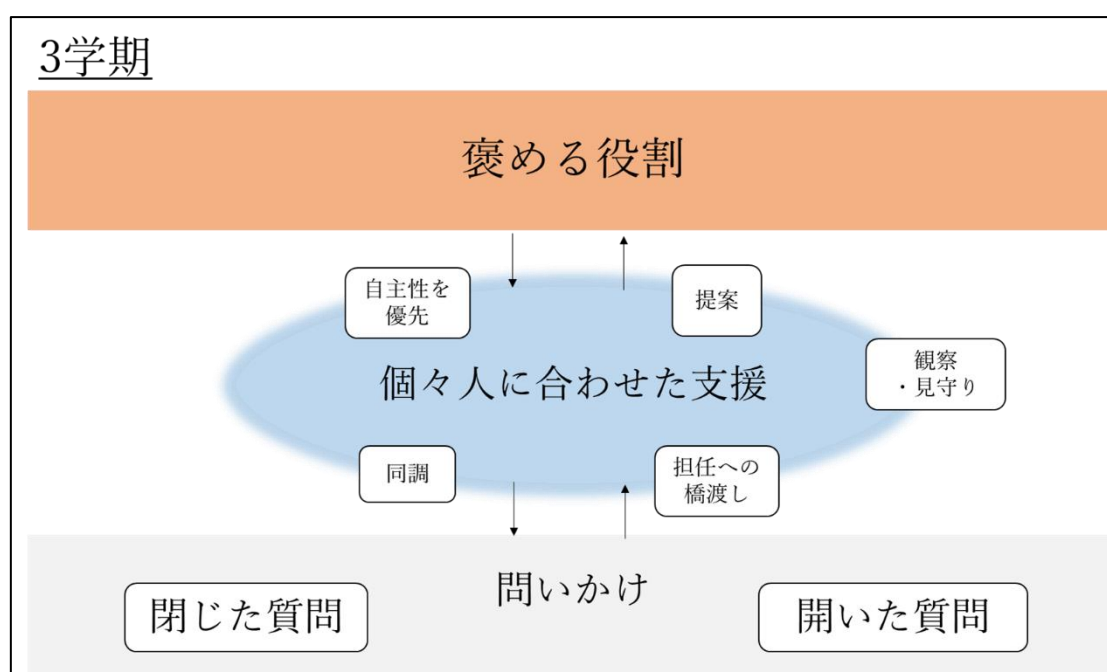 3学期
褒める役割
自主性を
優先
提案
個々人に合わせた支援
観察
・見守り
同調
担任への
橋渡し
問いかけ
閉じた質問
開いた質問